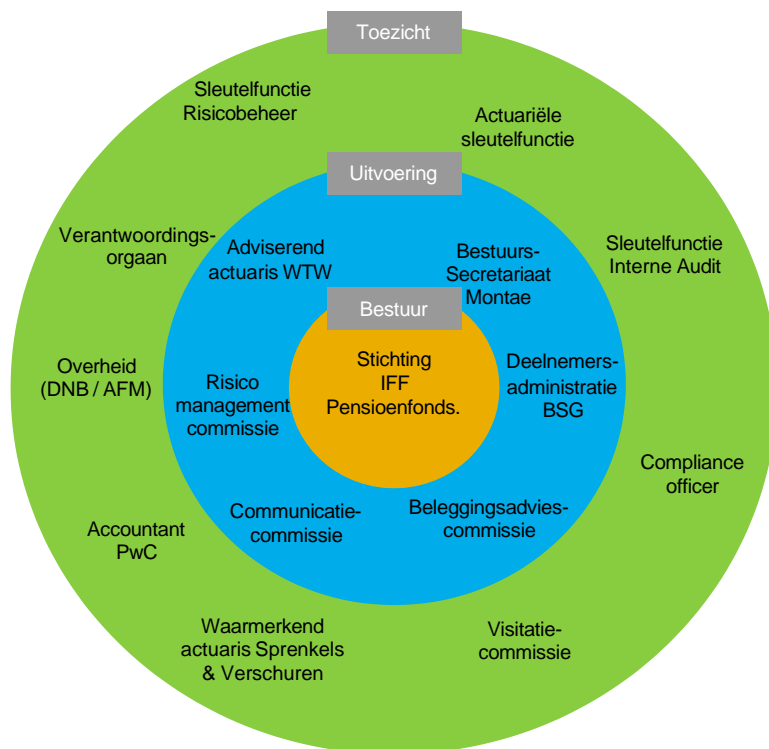 Toezicht
Sleutelfunctie
Risicobeheer
Actuariële
sleutelfunctie
Uitvoering
Verantwoordings-
orgaan
Adviserend
actuaris WTW
Bestuurs-
Secretariaat
Montae
Sleutelfunctie
Interne Audit
Bestuur
Overheid
(DNB / AFM)
Risico
management
commissie
Stichting
IFF
Pensioenfonds.
Deelnemers-
administratie
BSG
Compliance
officer
Communicatie-
commissie
Beleggingsadvies-
commissie
Accountant
PwC
Waarmerkend
actuaris Sprenkels
& Verschuren
Visitatie-
commissie